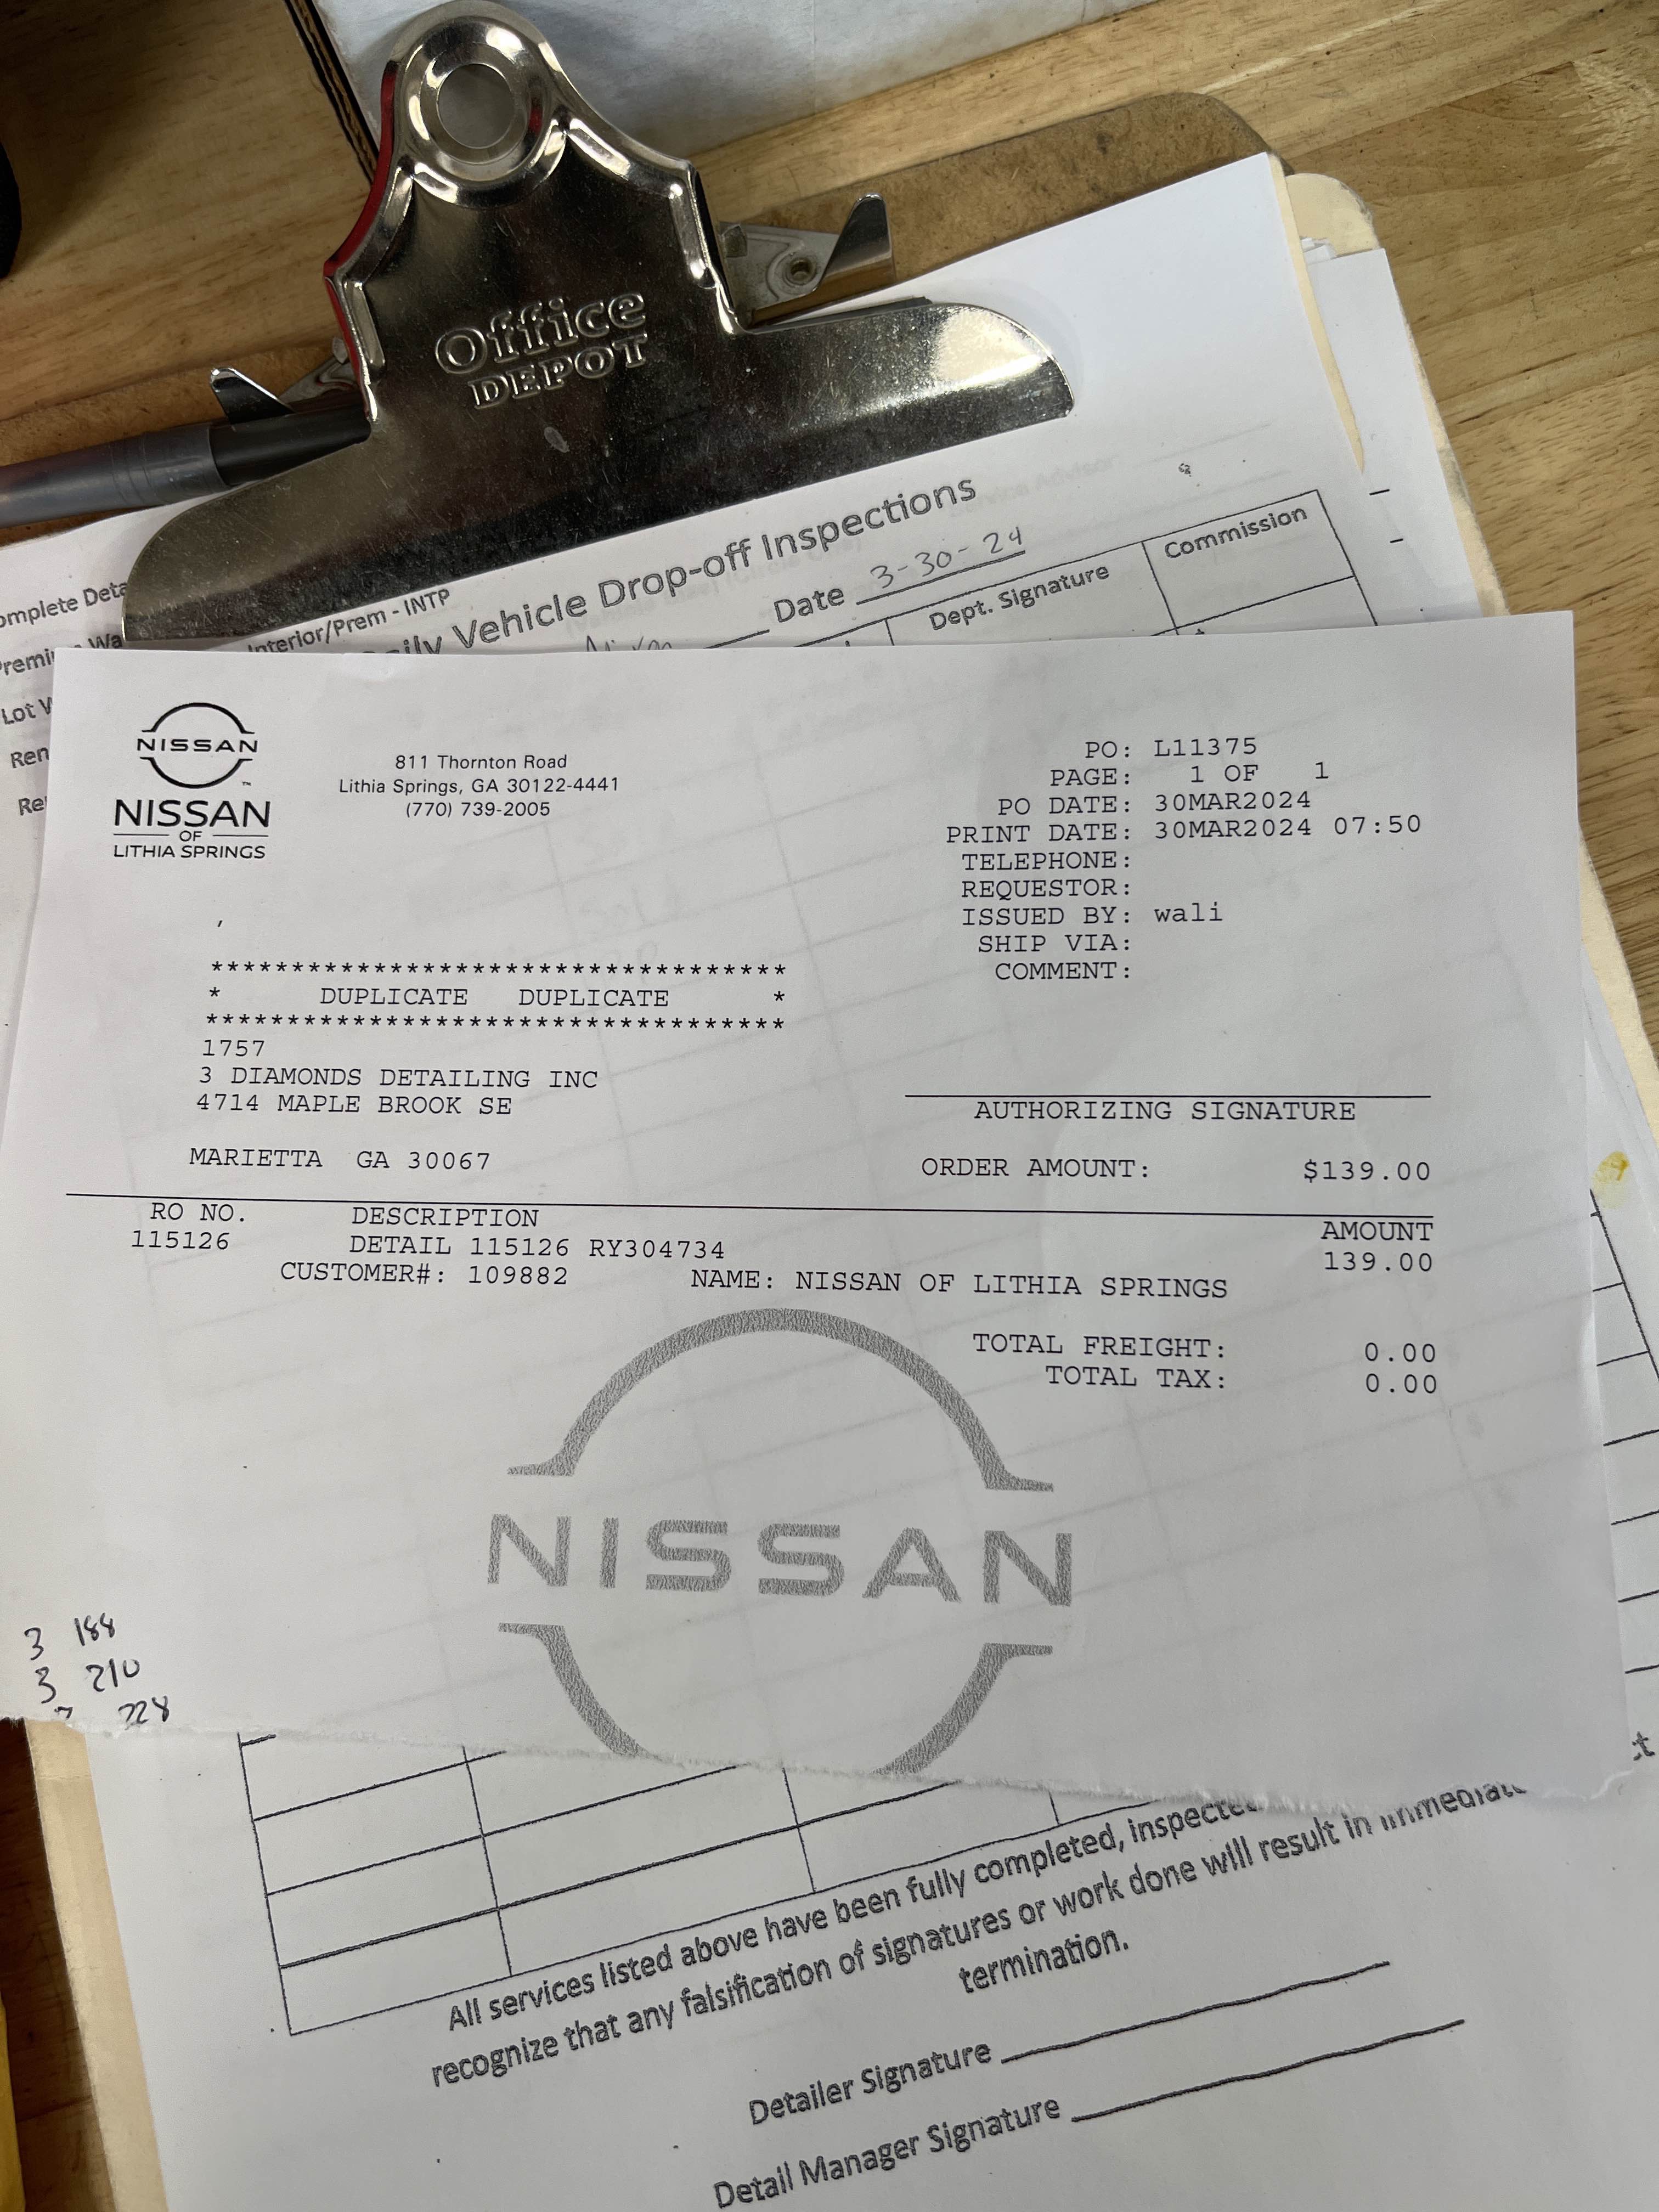 Office
DEPOT
Daily Vehicle Drop-off Inspections
Date 3-30-24
Commission
Dept. Signature
Interior/Prem - INTP
NISSAN
NISSAN
OF
LITHIA SPRINGS
811 Thornton Road
Lithia Springs, GA 30122-4441
(770) 739-2005
PO: L11375
PAGE: 1 OF 1
PO DATE: 30MAR2024
PRINT DATE: 30MAR2024 07:50
TELEPHONE:
REQUESTOR:
ISSUED BY: wali
SHIP VIA:
COMMENT:
***********************************
* DUPLICATE DUPLICATE *
***********************************
1757
3 DIAMONDS DETAILING INC
4714 MAPLE BROOK SE
MARIETTA GA 30067
AUTHORIZING SIGNATURE
ORDER AMOUNT: $139.00
RO NO. DESCRIPTION AMOUNT
115126 DETAIL 115126 RY304734 139.00
CUSTOMER#: 109882 NAME: NISSAN OF LITHIA SPRINGS
TOTAL FREIGHT: 0.00
TOTAL TAX: 0.00
NISSAN
3 188
3 210
228
All services listed above have been fully completed, inspected
recognize that any falsification of signatures or work done will result in immediate
termination.
Detailer Signature
Detail Manager Signature